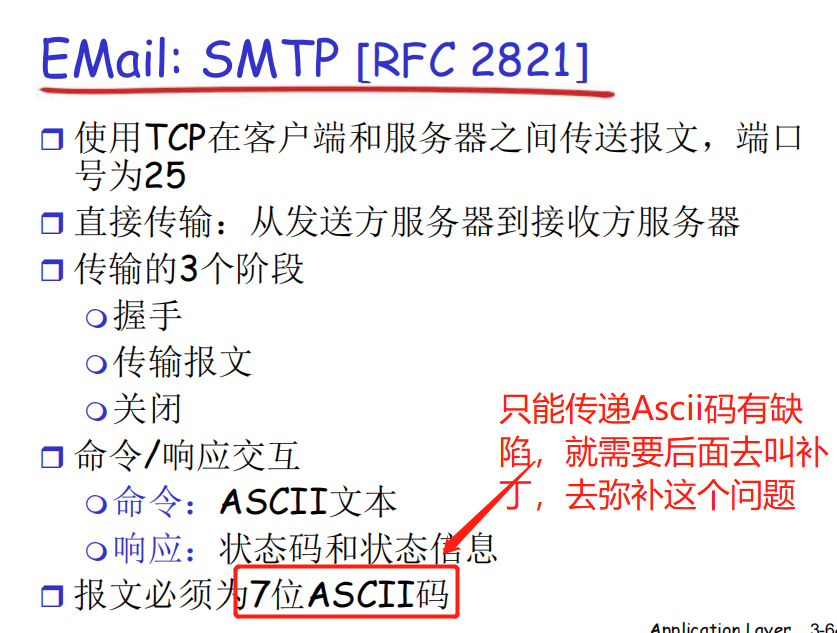 EMail: SMTP [RFC 2821]
使用TCP在客户端和服务器之间传送报文，端口
号为25
直接传输：从发送方服务器到接收方服务器
传输的3个阶段
握手
传输报文
关闭
只能传递Ascii码有缺
陷，就需要后面去叫补
丁，去弥补这个问题
命令/响应交互
命令：ASCII文本
响应：状态码和状态信息
报文必须为7位ASCII码
Application Layer 3-6